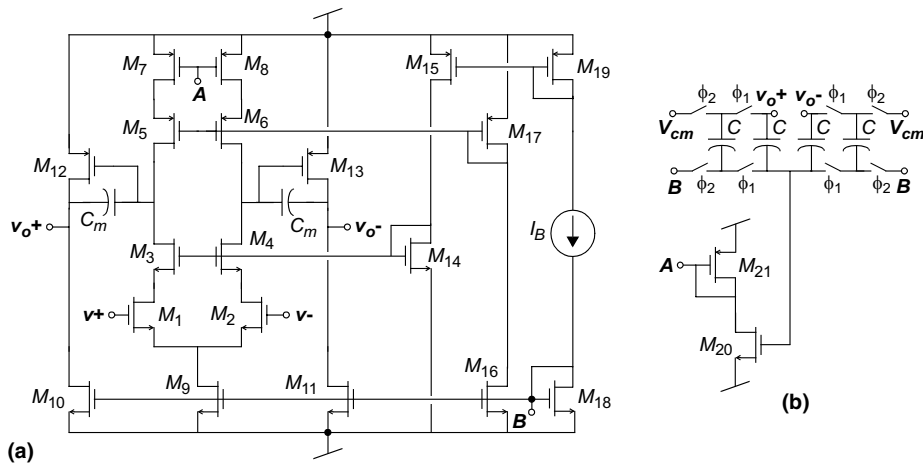 M7 M8 M15 M19
A
M5 M6 M17
M12 M13
Cm Cm
vo+ vo-
IB
M3 M4 M14
v+ M1 M2 v-
M10 M9 M11 M16 M18
B
(a)
ϕ2 ϕ1 vo+ vo- ϕ1 ϕ2
Vcm C C C C Vcm
B ϕ2 ϕ1 ϕ1 ϕ2 B
A M21
M20
(b)